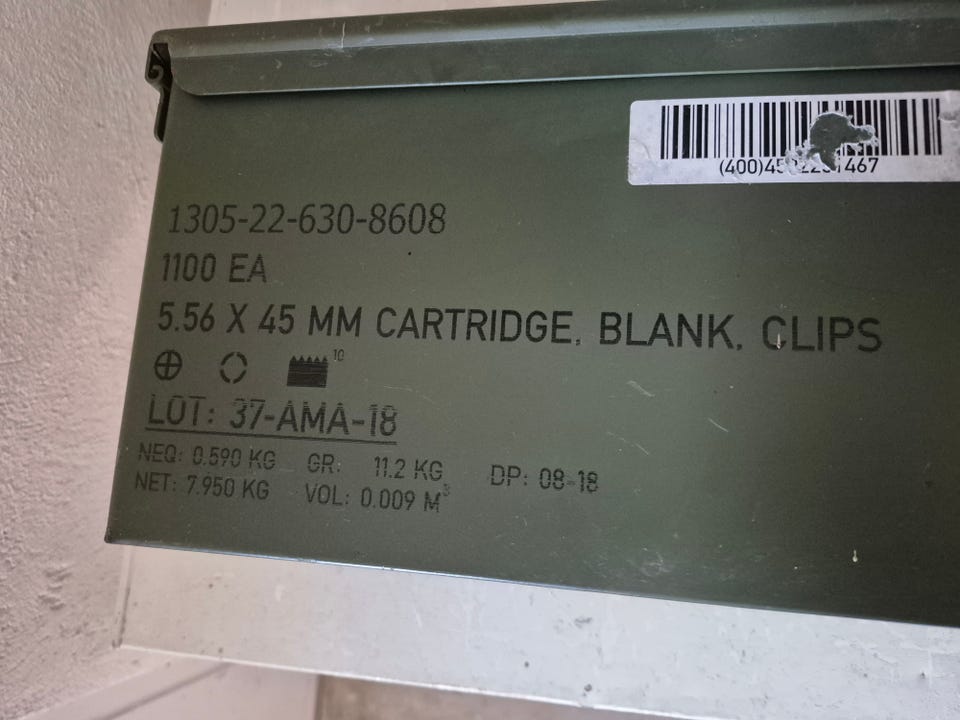 1305-22-630-8608
1100 EA
5.56 X 45 MM CARTRIDGE, BLANK, CLIPS
10
LOT: 37-AMA-18
NEQ: 0.590 KG GR: 11.2 KG DP: 08-18
NET: 7.950 KG VOL: 0.009 M³